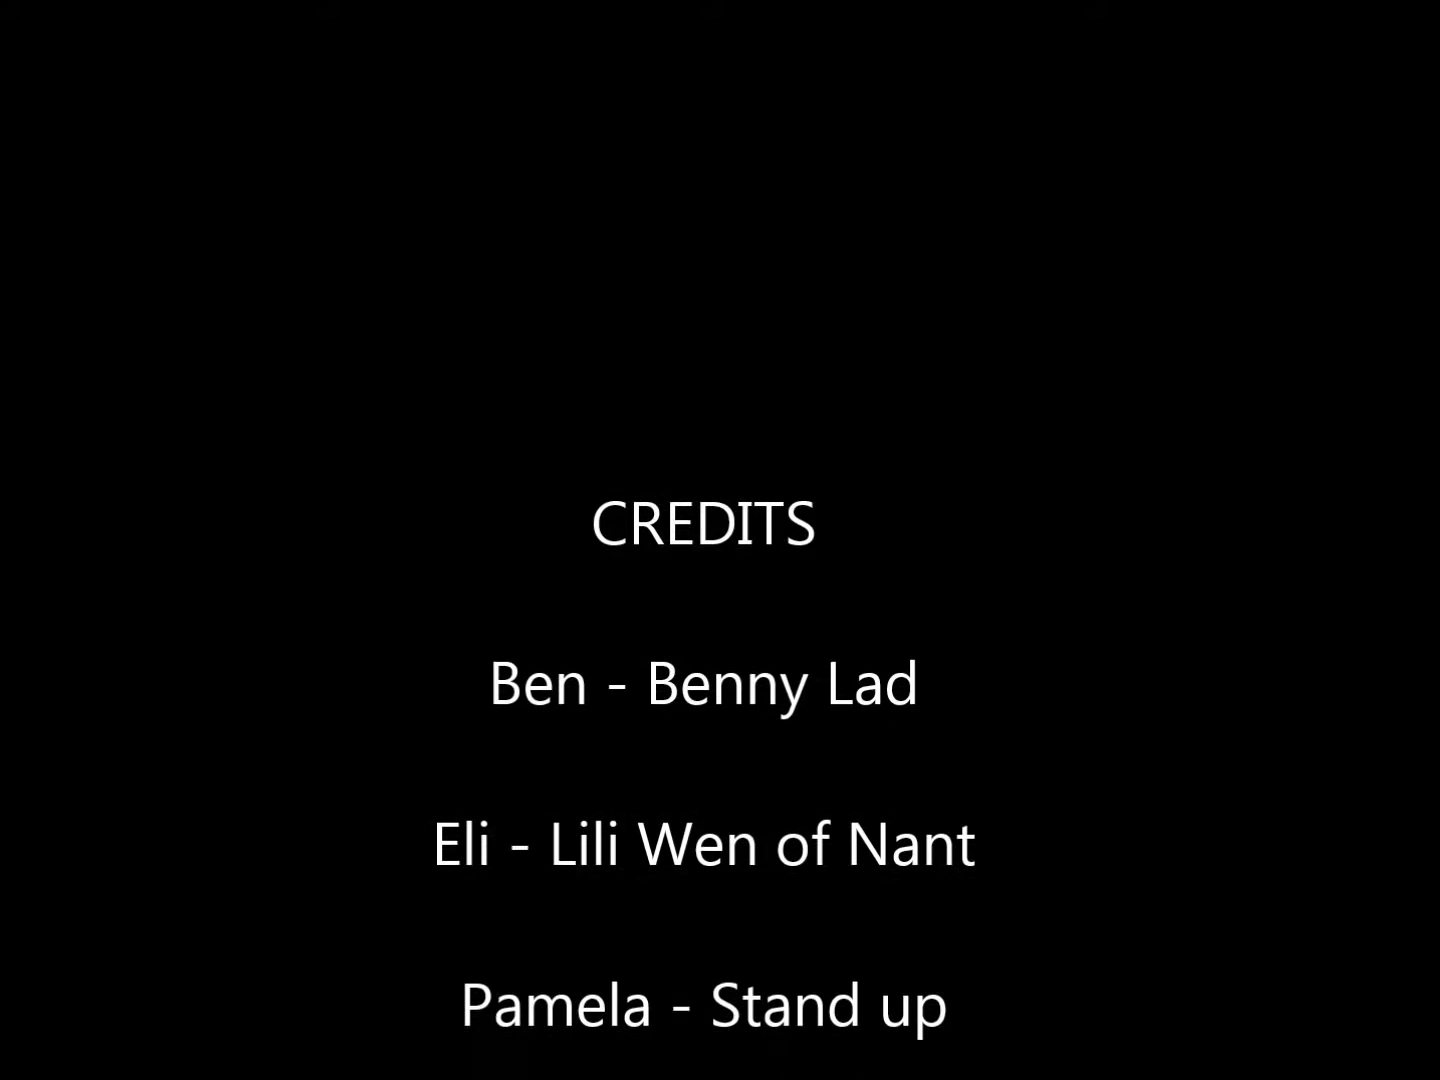 CREDITS
Ben - Benny Lad
Eli - Lili Wen of Nant
Pamela - Stand up